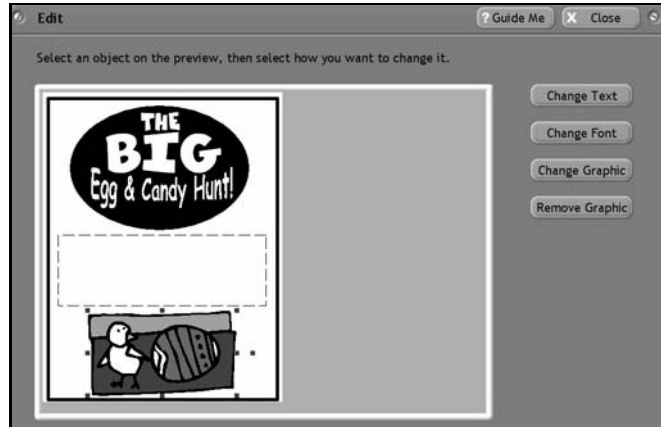 Edit
? Guide Me
X Close
Select an object on the preview, then select how you want to change it.
THE
BIG
Egg & Candy Hunt!
Change Text
Change Font
Change Graphic
Remove Graphic